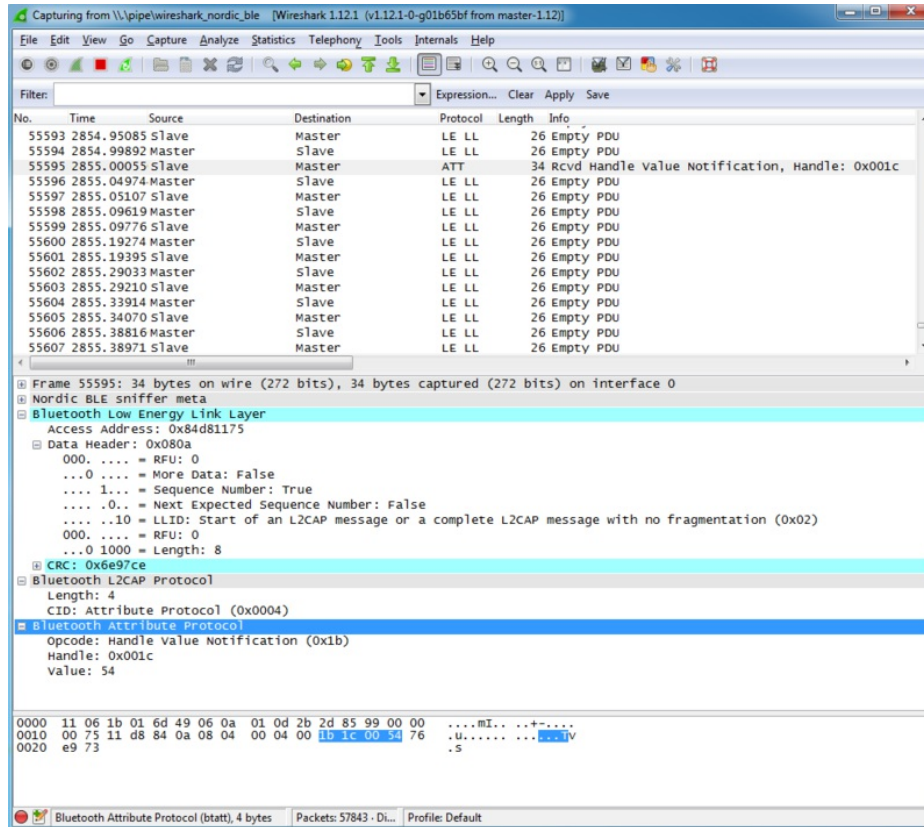 Capturing from \\.\pipe\wireshark_nordic_ble [Wireshark 1.12.1 (v1.12.1-0-g01b65bf from master-1.12)]
File Edit View Go Capture Analyze Statistics Telephony Tools Internals Help
Filter: Expression... Clear Apply Save
No. Time Source Destination Protocol Length Info
55593 2854.95085 Slave Master LE LL 26 Empty PDU
55594 2854.99892 Master Slave LE LL 26 Empty PDU
55595 2855.00055 Slave Master ATT 34 Rcvd Handle Value Notification, Handle: 0x001c
55596 2855.04974 Master Slave LE LL 26 Empty PDU
55597 2855.05107 Slave Master LE LL 26 Empty PDU
55598 2855.09619 Master Slave LE LL 26 Empty PDU
55599 2855.09776 Slave Master LE LL 26 Empty PDU
55600 2855.19274 Master Slave LE LL 26 Empty PDU
55601 2855.19395 Slave Master LE LL 26 Empty PDU
55602 2855.29033 Master Slave LE LL 26 Empty PDU
55603 2855.29210 Slave Master LE LL 26 Empty PDU
55604 2855.33914 Master Slave LE LL 26 Empty PDU
55605 2855.34070 Slave Master LE LL 26 Empty PDU
55606 2855.38816 Master Slave LE LL 26 Empty PDU
55607 2855.38971 Slave Master LE LL 26 Empty PDU
Frame 55595: 34 bytes on wire (272 bits), 34 bytes captured (272 bits) on interface 0
Nordic BLE sniffer meta
Bluetooth Low Energy Link Layer
Access Address: 0x84d81175
Data Header: 0x080a
000. .... = RFU: 0
...0 .... = More Data: False
.... 1... = Sequence Number: True
.... .0.. = Next Expected Sequence Number: False
.... ..10 = LLID: Start of an L2CAP message or a complete L2CAP message with no fragmentation (0x02)
000. .... = RFU: 0
...0 1000 = Length: 8
CRC: 0x6e97ce
Bluetooth L2CAP Protocol
Length: 4
CID: Attribute Protocol (0x0004)
Bluetooth Attribute Protocol
Opcode: Handle Value Notification (0x1b)
Handle: 0x001c
Value: 54
0000 11 06 1b 01 6d 49 06 0a 01 0d 2b 2d 85 99 00 00 ....mI.. ..+-....
0010 00 75 11 d8 84 0a 08 04 00 04 00 1b 1c 00 54 76 .u...... ......Tv
0020 e9 73 .s
Bluetooth Attribute Protocol (btatt), 4 bytes Packets: 57843 · Di... Profile: Default